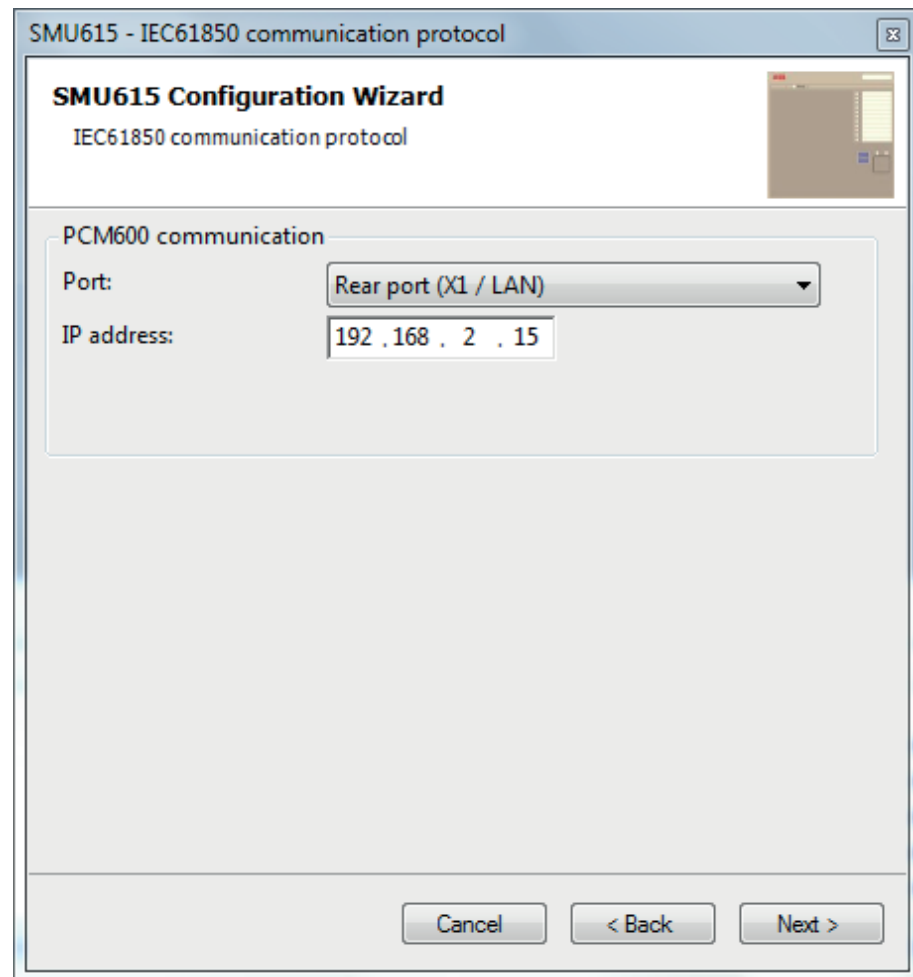 SMU615 - IEC61850 communication protocol
SMU615 Configuration Wizard
IEC61850 communication protocol
PCM600 communication
Port: Rear port (X1 / LAN)
IP address: 192 . 168 . 2 . 15
Cancel < Back Next >